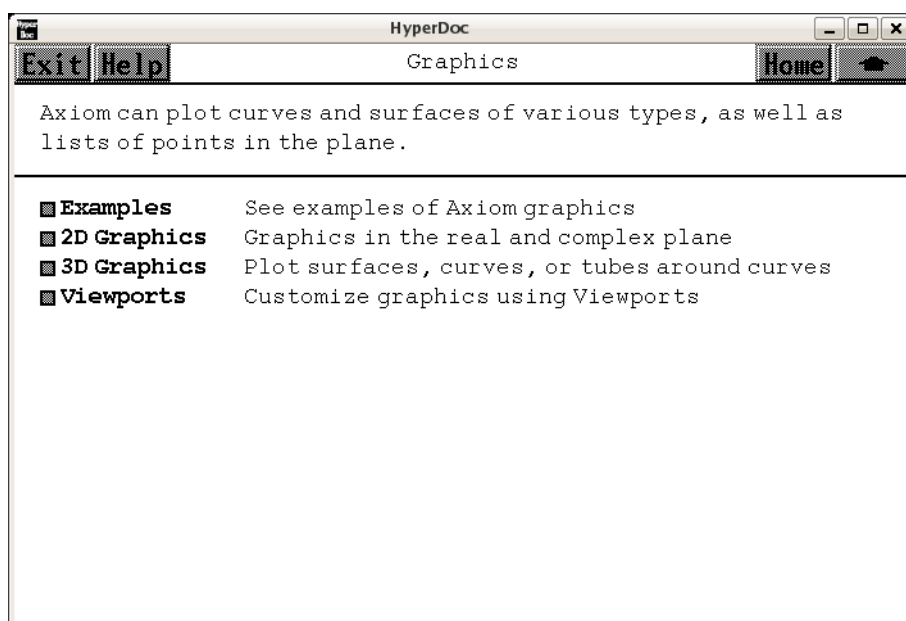 Hyper Doc
HyperDoc
Exit Help Graphics Home
Axiom can plot curves and surfaces of various types, as well as
lists of points in the plane.
Examples See examples of Axiom graphics
2D Graphics Graphics in the real and complex plane
3D Graphics Plot surfaces, curves, or tubes around curves
Viewports Customize graphics using Viewports